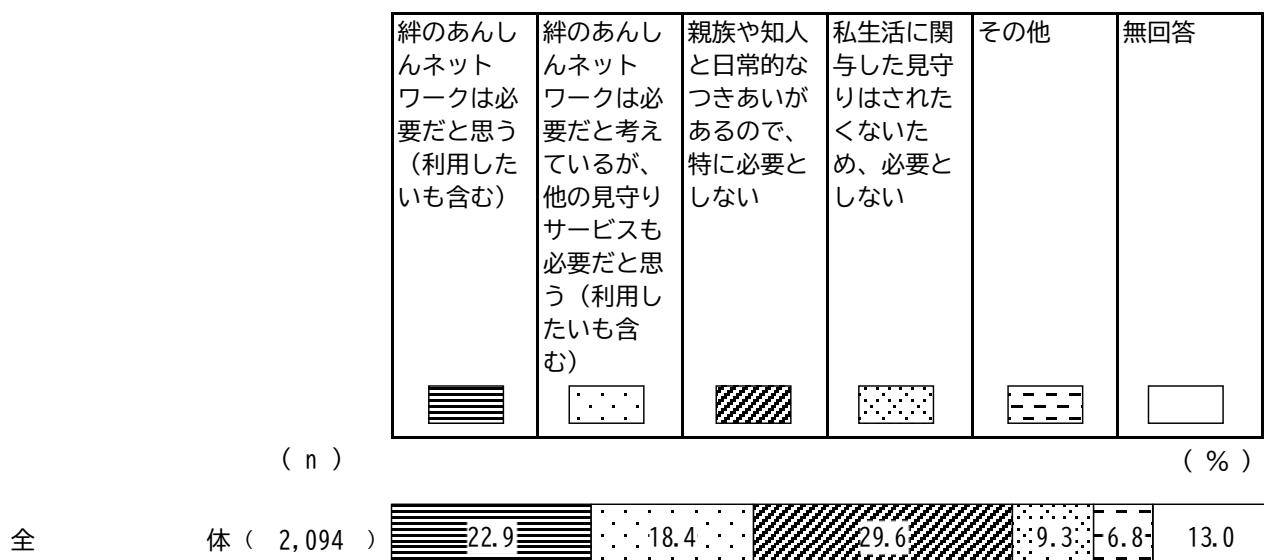 絆のあんし
んネット
ワークは必
要だと思う
（利用した
いも含む）
絆のあんし
んネット
ワークは必
要だと考え
ているが、
他の見守り
サービスも
必要だと思
う（利用し
たいも含
む）
親族や知人
と日常的な
つきあいが
あるので、
特に必要と
しない
私生活に関
与した見守
りはされた
くないた
め、必要と
しない
その他
無回答
( n )
( % )
全 体 ( 2,094 ) 22.9 18.4 29.6 9.3 6.8 13.0